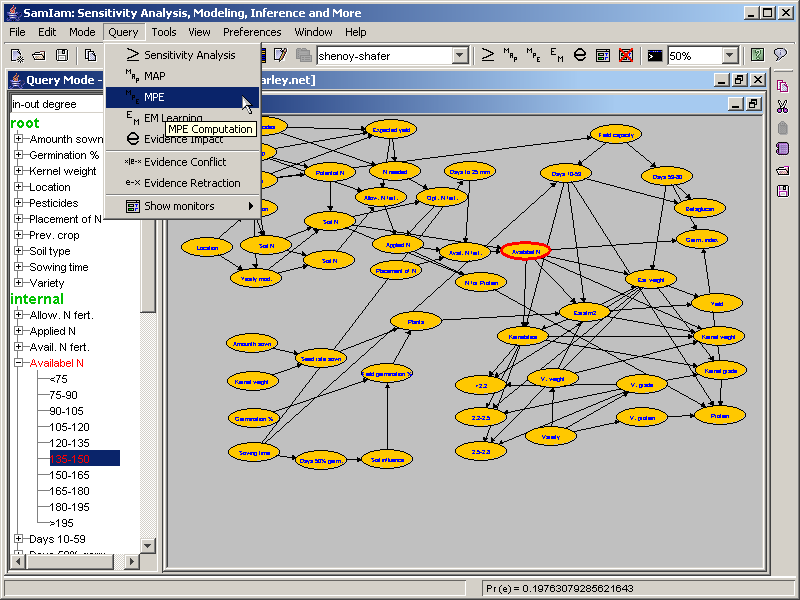 SamIam: Sensitivity Analysis, Modeling, Inference and More
File Edit Mode Query Tools View Preferences Window Help
shenoy-shafer
50%
Query Mode -
arley.net]
Sensitivity Analysis
MAP
MPE
EM Learning
MPE Computation
Evidence Impact
Evidence Conflict
Evidence Retraction
Show monitors
in-out degree
root
Amounth sown
Germination %
Kernel weight
Location
Pesticides
Placement of N
Prev. crop
Soil type
Sowing time
Variety
internal
Allow. N fert.
Applied N
Avail. N fert.
Availabel N
<75
75-90
90-105
105-120
120-135
135-150
150-165
165-180
180-195
>195
Days 10-59
Expected yield
Field capacity
Potential N
N needed
Days to 25 mm
Days 10-59
Days 59-80
Allow. N fert.
Opt. N fert.
Betaglucan
Soil N
Location
Soil N
Applied N
Avail. N fert.
Availabel N
Germ. index
Soil N
Yearly mod.
Placement of N
N for Protein
Ear weight
Yield
Plants
Ears/m2
Amounth sown
Seed rate sown
Kernels/ear
Kernel weight
Kernel weight
Field germination %
V. weight
V. grade
Kernel grade
<2.2
Germination %
2.2-2.5
V. protein
Protein
Variety
Sowing time
Days 50% germ.
Soil influence
2.5-2.8
Pr(e) = 0.19763079285621643